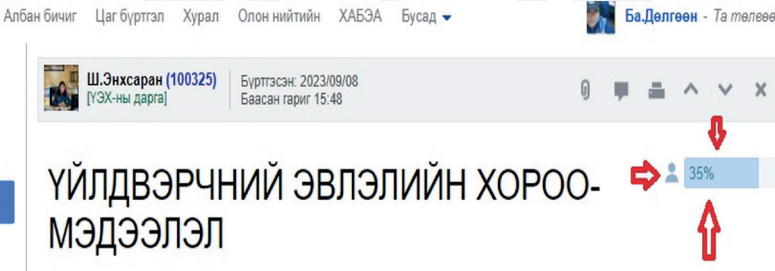 Албан бичиг Цаг бүртгэл Хурал Олон нийтийн ХАБЭА Бусад Ба.Дөлгөөн - Та төлөө
Ш.Энхсаран (100325) Бүртгэсэн: 2023/09/08
[ҮЭХ-ны дарга] Баасан гариг 15:48
35%
ҮЙЛДВЭРЧНИЙ ЭВЛЭЛИЙН ХОРОО-
МЭДЭЭЛЭЛ